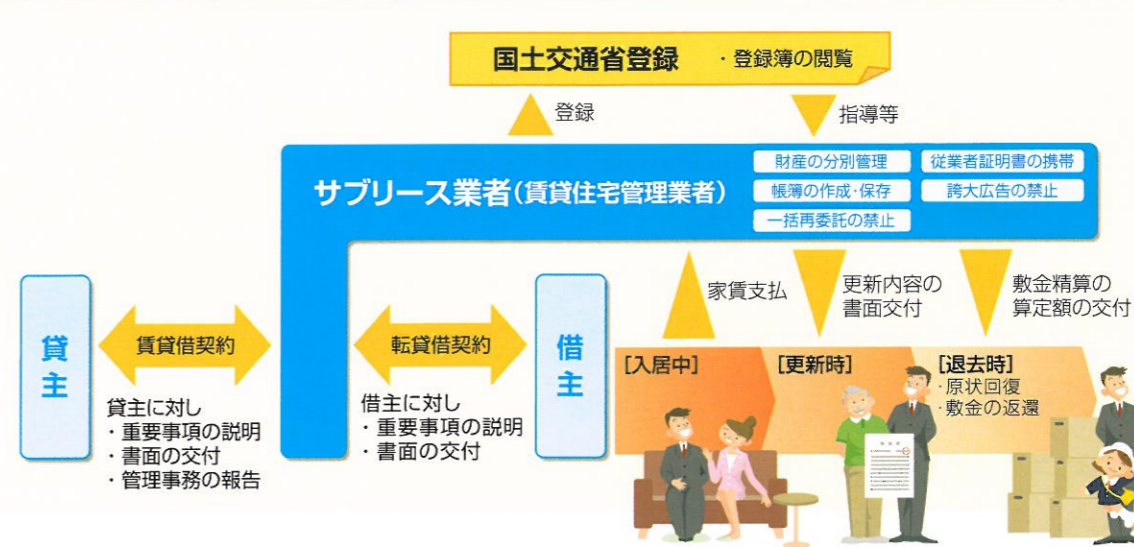 国土交通省登録 ・登録簿の閲覧
登録
指導等
サブリース業者(賃貸住宅管理業者)
財産の分別管理
従業者証明書の携帯
帳簿の作成・保存
誇大広告の禁止
一括再委託の禁止
貸主
賃貸借契約
貸主に対し
・重要事項の説明
・書面の交付
・管理事務の報告
転貸借契約
借主に対し
・重要事項の説明
・書面の交付
借主
家賃支払
更新内容の
書面交付
敷金精算の
算定額の交付
[入居中]
[更新時]
[退去時]
・原状回復
・敷金の返還